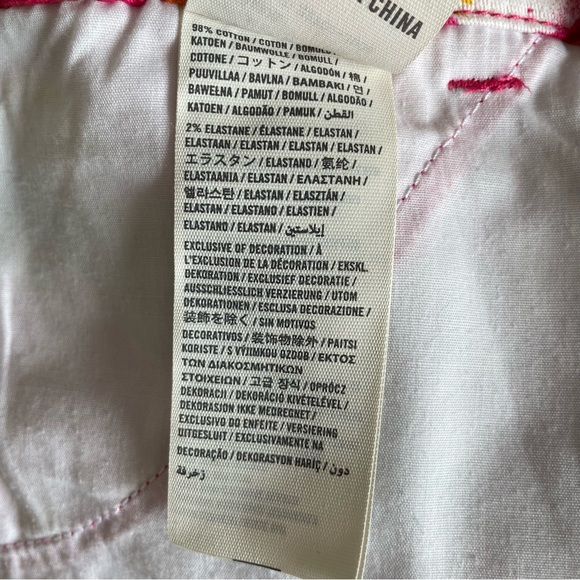 CHINA
98% COTTON / COTON / BOMULL /
KATOEN / BAUMWOLLE / BOMULL /
COTONE / コットン / ALGODÓN / 棉 /
PUUVILLAA / BAVLNA / BAMBAKI / 면 /
BAWEŁNA / PAMUT / BOMULL / ALGODÃO /
KATOEN / ALGODÃO / PAMUK / القطن
2% ELASTANE / ÉLASTANE / ELASTAN /
ELASTAAN / ELASTAN / ELASTAN / ELASTAN /
エラスタン / ELASTANO / 氨纶 /
ELASTAANIA / ELASTAN / ΕΛΑΣΤΑΝΗ /
엘라스탄 / ELASTAN / ELASZTÁN /
ELASTAN / ELASTANO / ELASTIEN /
ELASTANO / ELASTAN / إيلاستين
EXCLUSIVE OF DECORATION / À
L'EXCLUSION DE LA DÉCORATION / EKSKL.
DEKORATION / EXCLUSIEF DECORATIE /
AUSSCHLIESSLICH VERZIERUNG / UTOM
DEKORATIONEN / ESCLUSA DECORAZIONE /
装飾を除く / SIN MOTIVOS
DECORATIVOS / 装饰物除外 / PAITSI
KORISTE / S VÝJIMKOU OZDOB / ΕΚΤΟΣ
ΤΩΝ ΔΙΑΚΟΣΜΗΤΙΚΩΝ
ΣΤΟΙΧΕΙΩΝ / 고급 장식 / OPRÓCZ
DEKORACJI / DEKORÁCIÓ KIVÉTELÉVEL /
DEKORASJON IKKE MEDREGNET /
EXCLUSIVO DO ENFEITE / VERSIERING
UITGESLUIT / EXCLUSIVAMENTE NA
DECORAÇÃO / DEKORASYON HARİÇ / دون
زخرفة